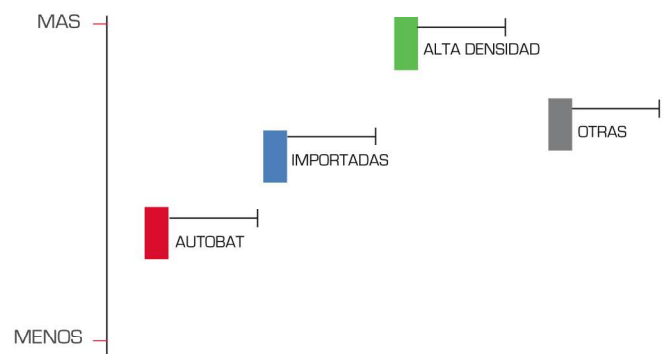 MAS
ALTA DENSIDAD
OTRAS
IMPORTADAS
AUTOBAT
MENOS